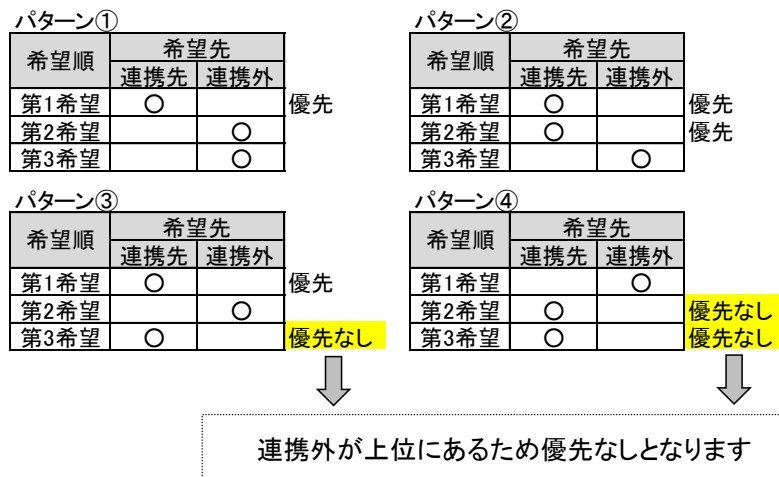 パターン①
希望順 希望先
連携先 連携外
第1希望 〇 優先
第2希望 〇
第3希望 〇
パターン②
希望順 希望先
連携先 連携外
第1希望 〇 優先
第2希望 〇 優先
第3希望 〇
パターン③
希望順 希望先
連携先 連携外
第1希望 〇 優先
第2希望 〇
第3希望 〇 優先なし
パターン④
希望順 希望先
連携先 連携外
第1希望 〇
第2希望 〇 優先なし
第3希望 〇 優先なし
連携外が上位にあるため優先なしとなります